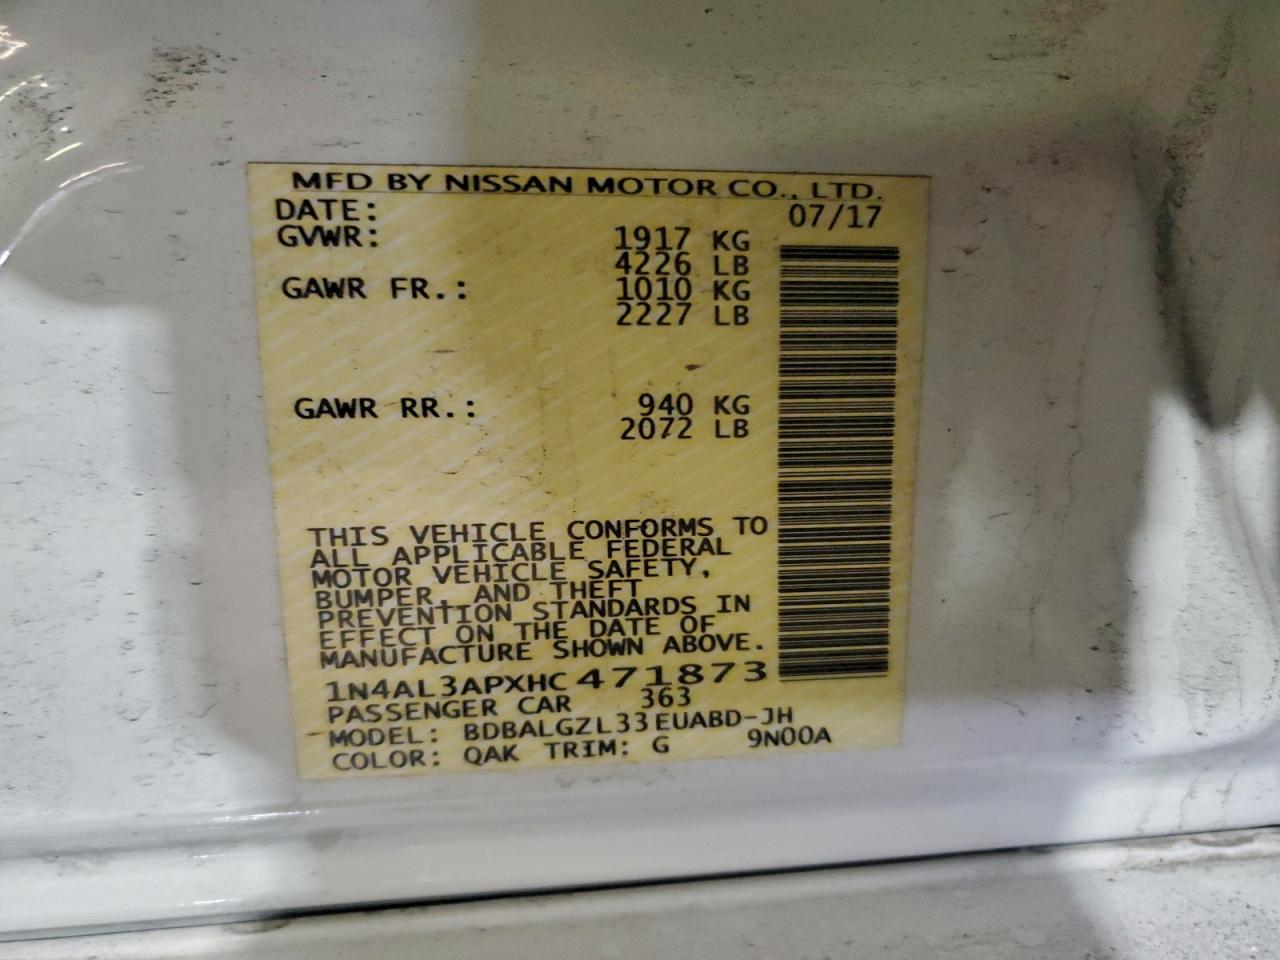 MFD BY NISSAN MOTOR CO., LTD.
DATE: 07/17
GVWR: 1917 KG
4226 LB
GAWR FR.: 1010 KG
2227 LB
GAWR RR.: 940 KG
2072 LB
THIS VEHICLE CONFORMS TO
ALL APPLICABLE FEDERAL
MOTOR VEHICLE SAFETY,
BUMPER, AND THEFT
PREVENTION STANDARDS IN
EFFECT ON THE DATE OF
MANUFACTURE SHOWN ABOVE.
1N4AL3APXHC471873
PASSENGER CAR 363
MODEL: BDBALGZL33EUABD-JH
COLOR: QAK TRIM: G 9N00A